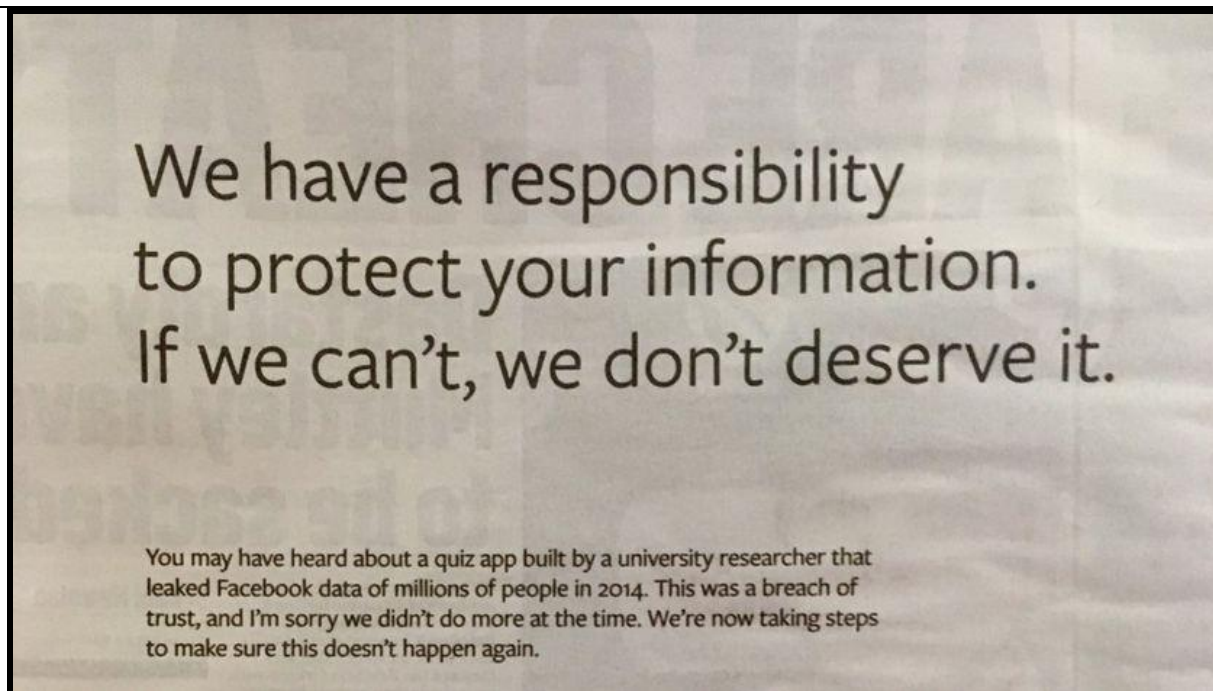 We have a responsibility
to protect your information.
If we can’t, we don’t deserve it.
You may have heard about a quiz app built by a university researcher that
leaked Facebook data of millions of people in 2014. This was a breach of
trust, and I’m sorry we didn’t do more at the time. We’re now taking steps
to make sure this doesn’t happen again.